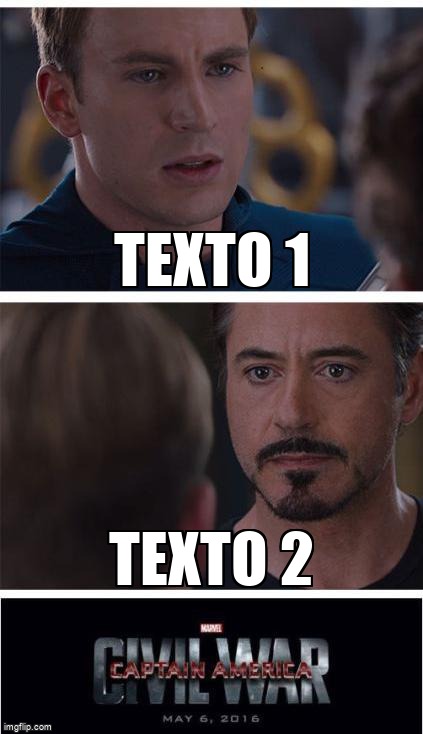 TEXTO 1
TEXTO 2
MARVEL
CIVIL WAR
CAPTAIN AMERICA
MAY 6, 2016
imgflip.com